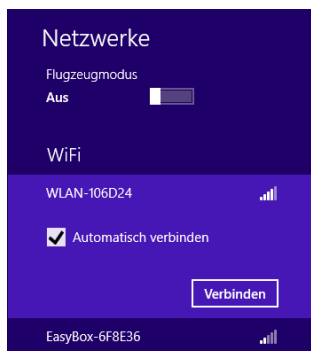 Netzwerke
Flugzeugmodus
Aus
WiFi
WLAN-106D24
Automatisch verbinden
Verbinden
EasyBox-6F8E36